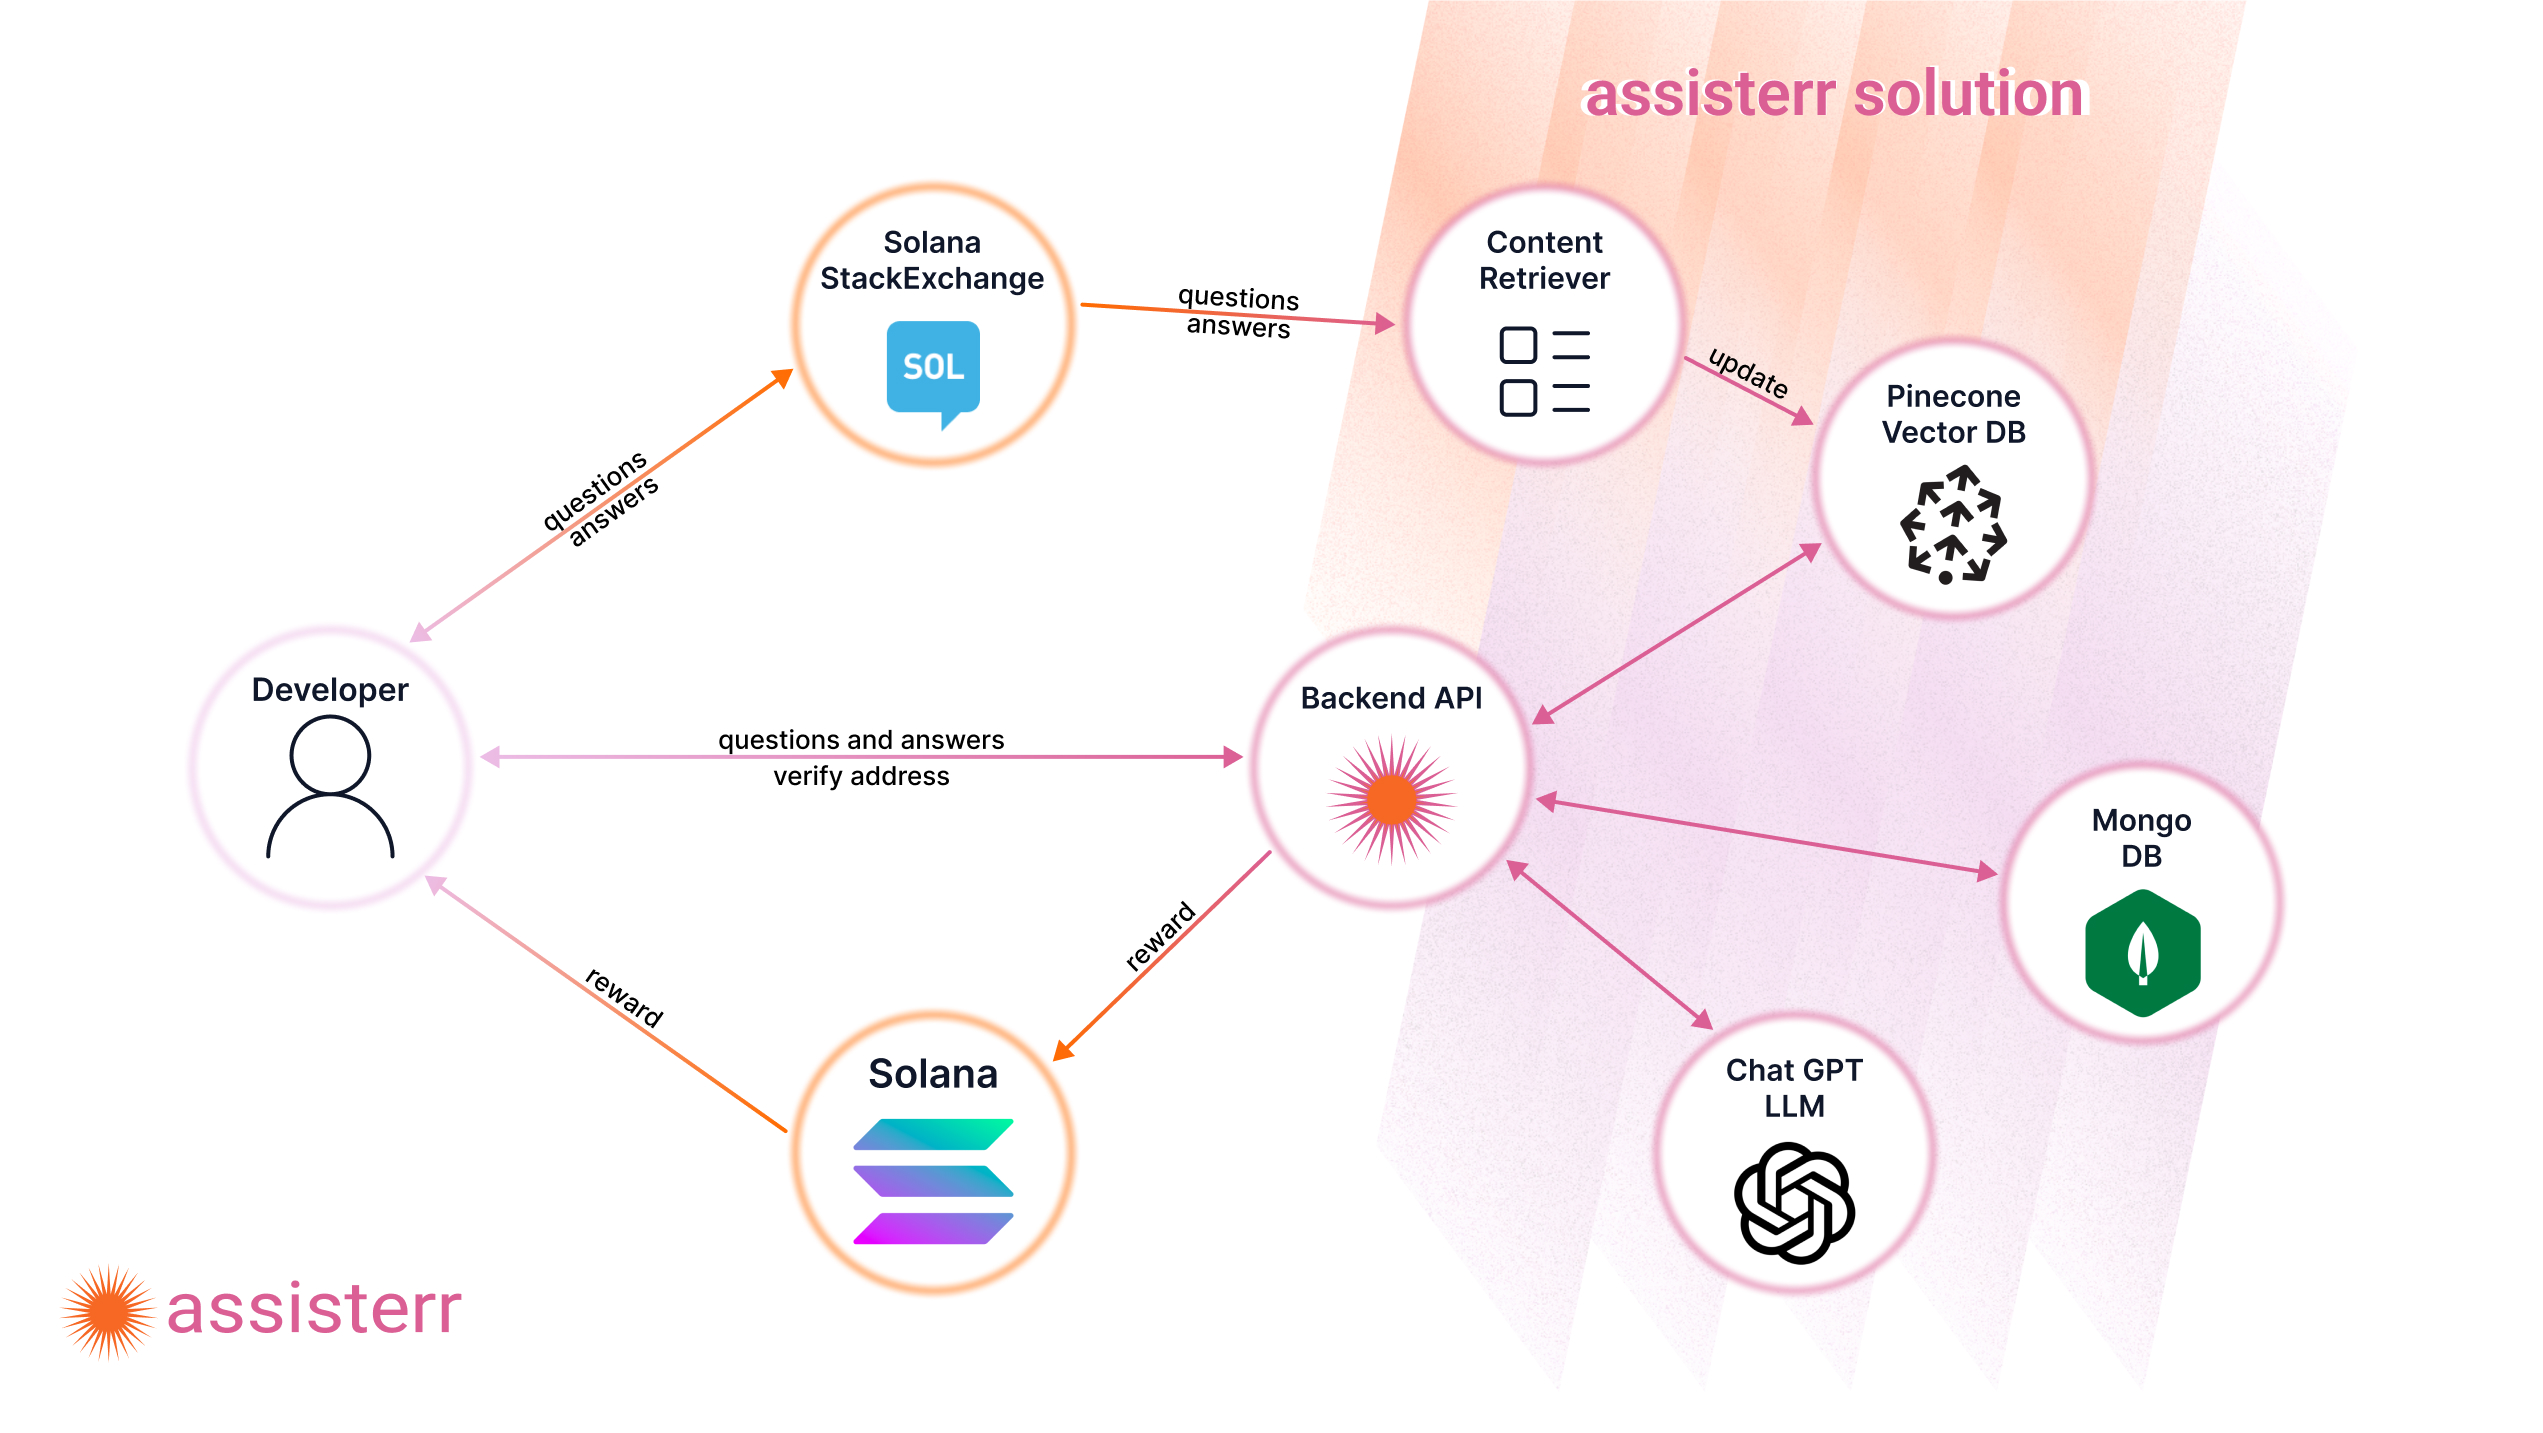 assisterr solution
Solana
StackExchange
SOL
questions
answers
Content
Retriever
update
Pinecone
Vector DB
questions
answers
Developer
questions and answers
verify address
Backend API
Mongo
DB
reward
reward
Solana
Chat GPT
LLM
assisterr